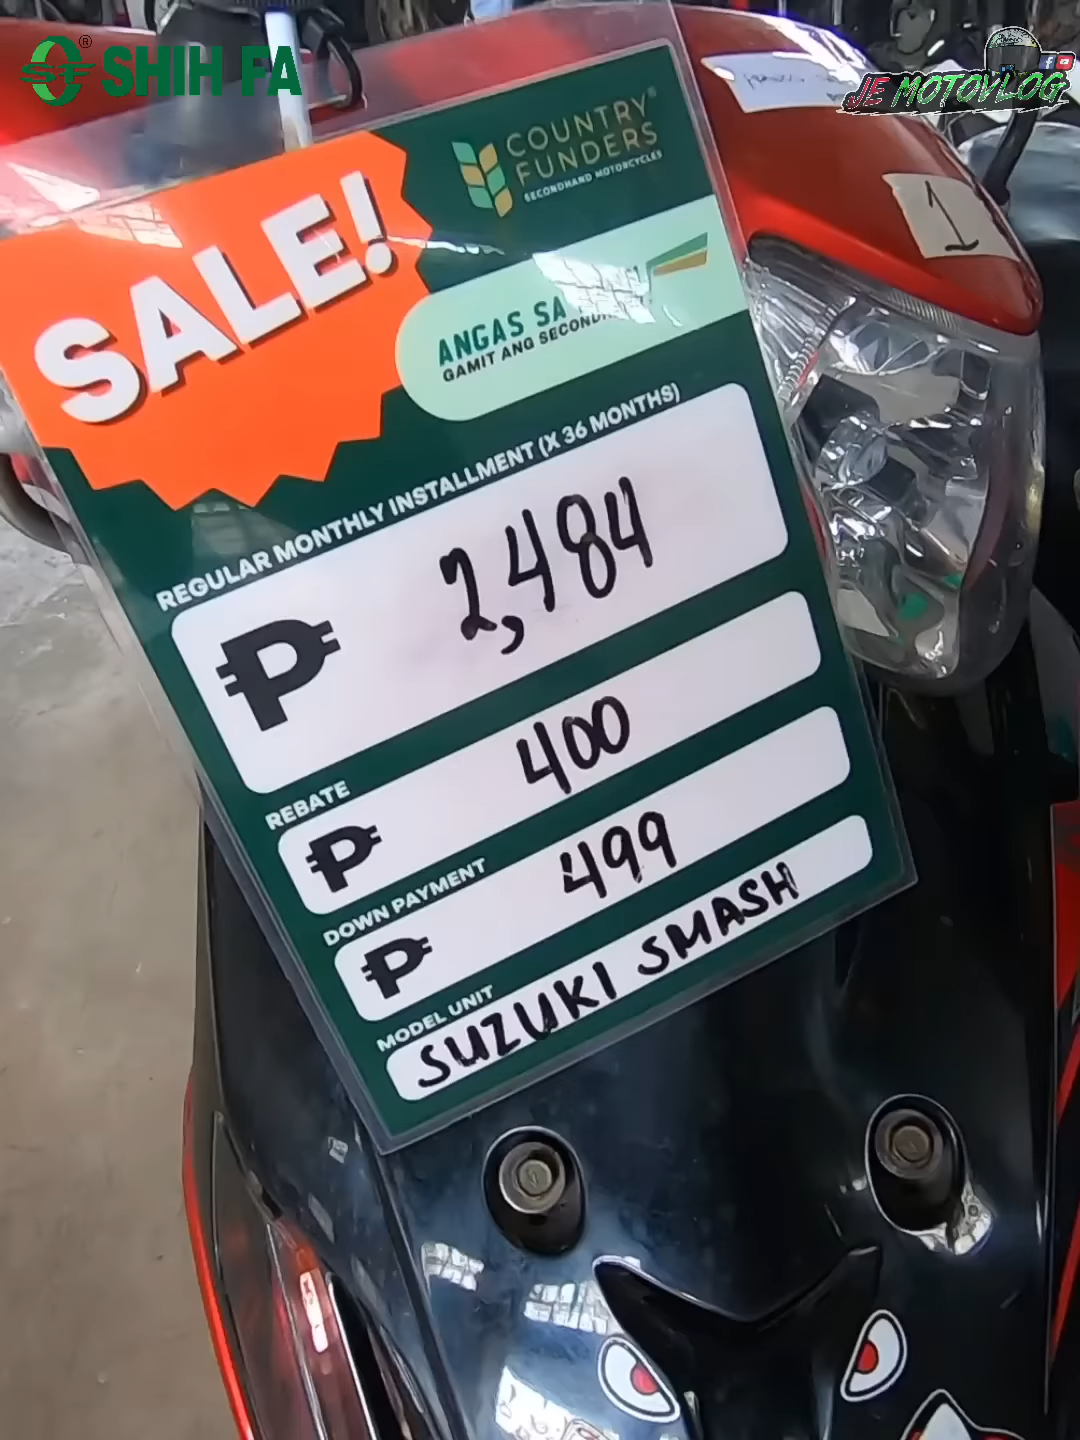 SHIH FA
JE MOTOVLOG
COUNTRY
FUNDERS
SECONDHAND MOTORCYCLES
1
SALE!
ANGAS SA
GAMIT ANG
REGULAR MONTHLY INSTALLMENT (X 36 MONTHS)
₱ 2,484
REBATE
₱ 400
DOWN PAYMENT
₱ 499
MODEL UNIT
SUZUKI SMASH